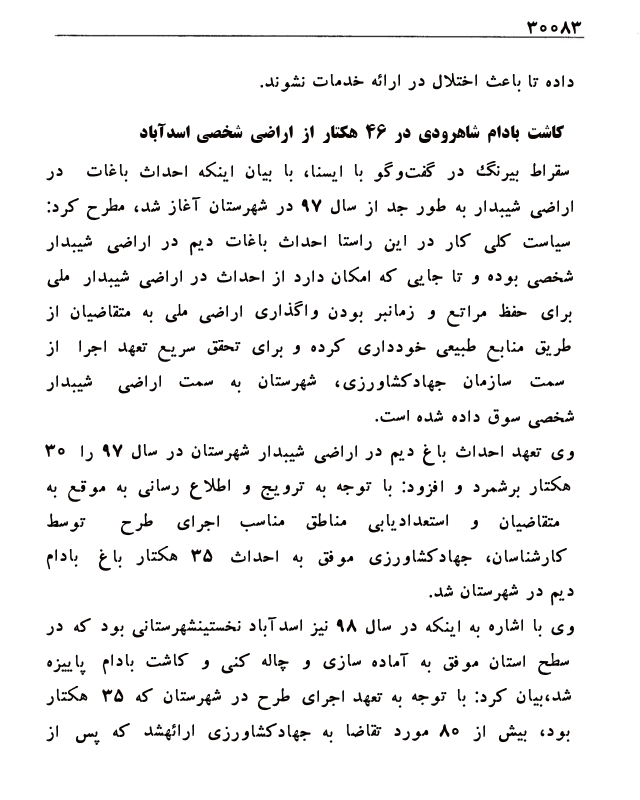 ۳۰۰۸۳
داده تا باعث اختلال در ارائه خدمات نشوند.
کاشت بادام شاهرودی در ۴۶ هکتار از اراضی شخصی اسدآباد
سقراط بیرنگ در گفت‌وگو با ایسنا، با بیان اینکه احداث باغات در
اراضی شیبدار به طور جد از سال ۹۷ در شهرستان آغاز شد، مطرح کرد:
سیاست کلی کار در این راستا احداث باغات دیم در اراضی شیبدار
شخصی بوده و تا جایی که امکان دارد از احداث در اراضی شیبدار ملی
برای حفظ مراتع و زمانبر بودن واگذاری اراضی ملی به متقاضیان از
طریق منابع طبیعی خودداری کرده و برای تحقق سریع تعهد اجرا از
سمت سازمان جهادکشاورزی، شهرستان به سمت اراضی شیبدار
شخصی سوق داده شده است.
وی تعهد احداث باغ دیم در اراضی شیبدار شهرستان در سال ۹۷ را ۳۰
هکتار برشمرد و افزود: با توجه به ترویج و اطلاع رسانی به موقع به
متقاضیان و استعدادیابی مناطق مناسب اجرای طرح توسط
کارشناسان، جهادکشاورزی موفق به احداث ۳۵ هکتار باغ بادام
دیم در شهرستان شد.
وی با اشاره به اینکه در سال ۹۸ نیز اسدآباد نخستینشهرستانی بود که در
سطح استان موفق به آماده سازی و چاله کنی و کاشت بادام پاییزه
شد،بیان کرد: با توجه به تعهد اجرای طرح در شهرستان که ۳۵ هکتار
بود، بیش از ۸۰ مورد تقاضا به جهادکشاورزی ارائهشد که پس از